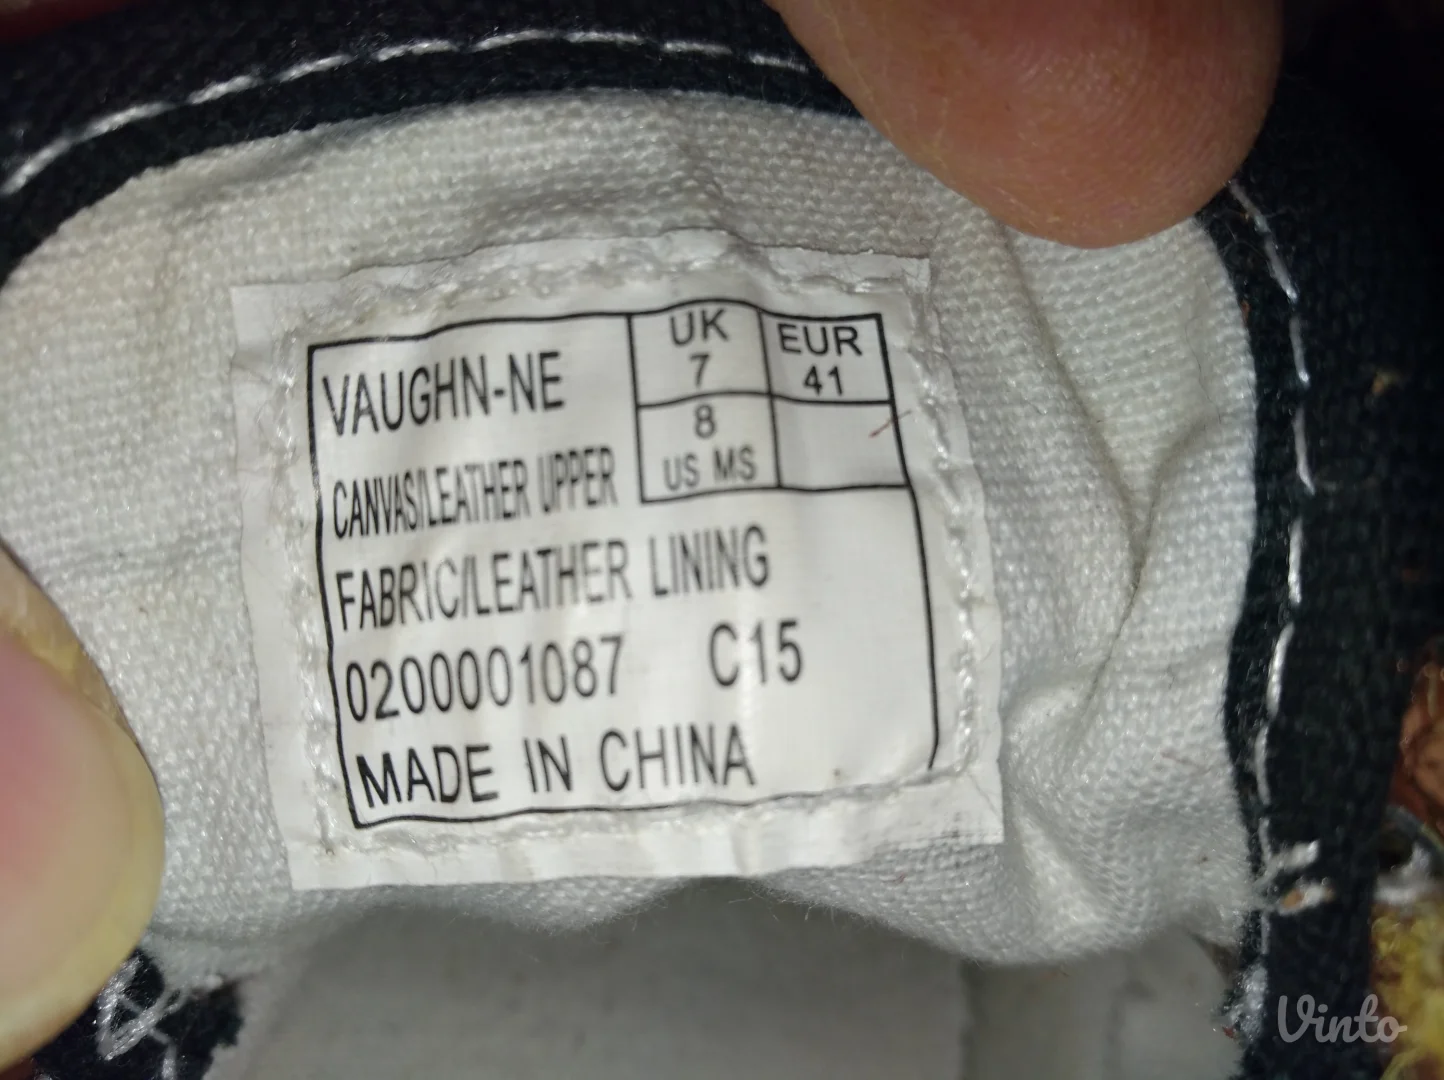 VAUGHN-NE
UK
7
EUR
41
8
US MS
CANVAS/LEATHER UPPER
FABRIC/LEATHER LINING
0200001087 C15
MADE IN CHINA
Vinto